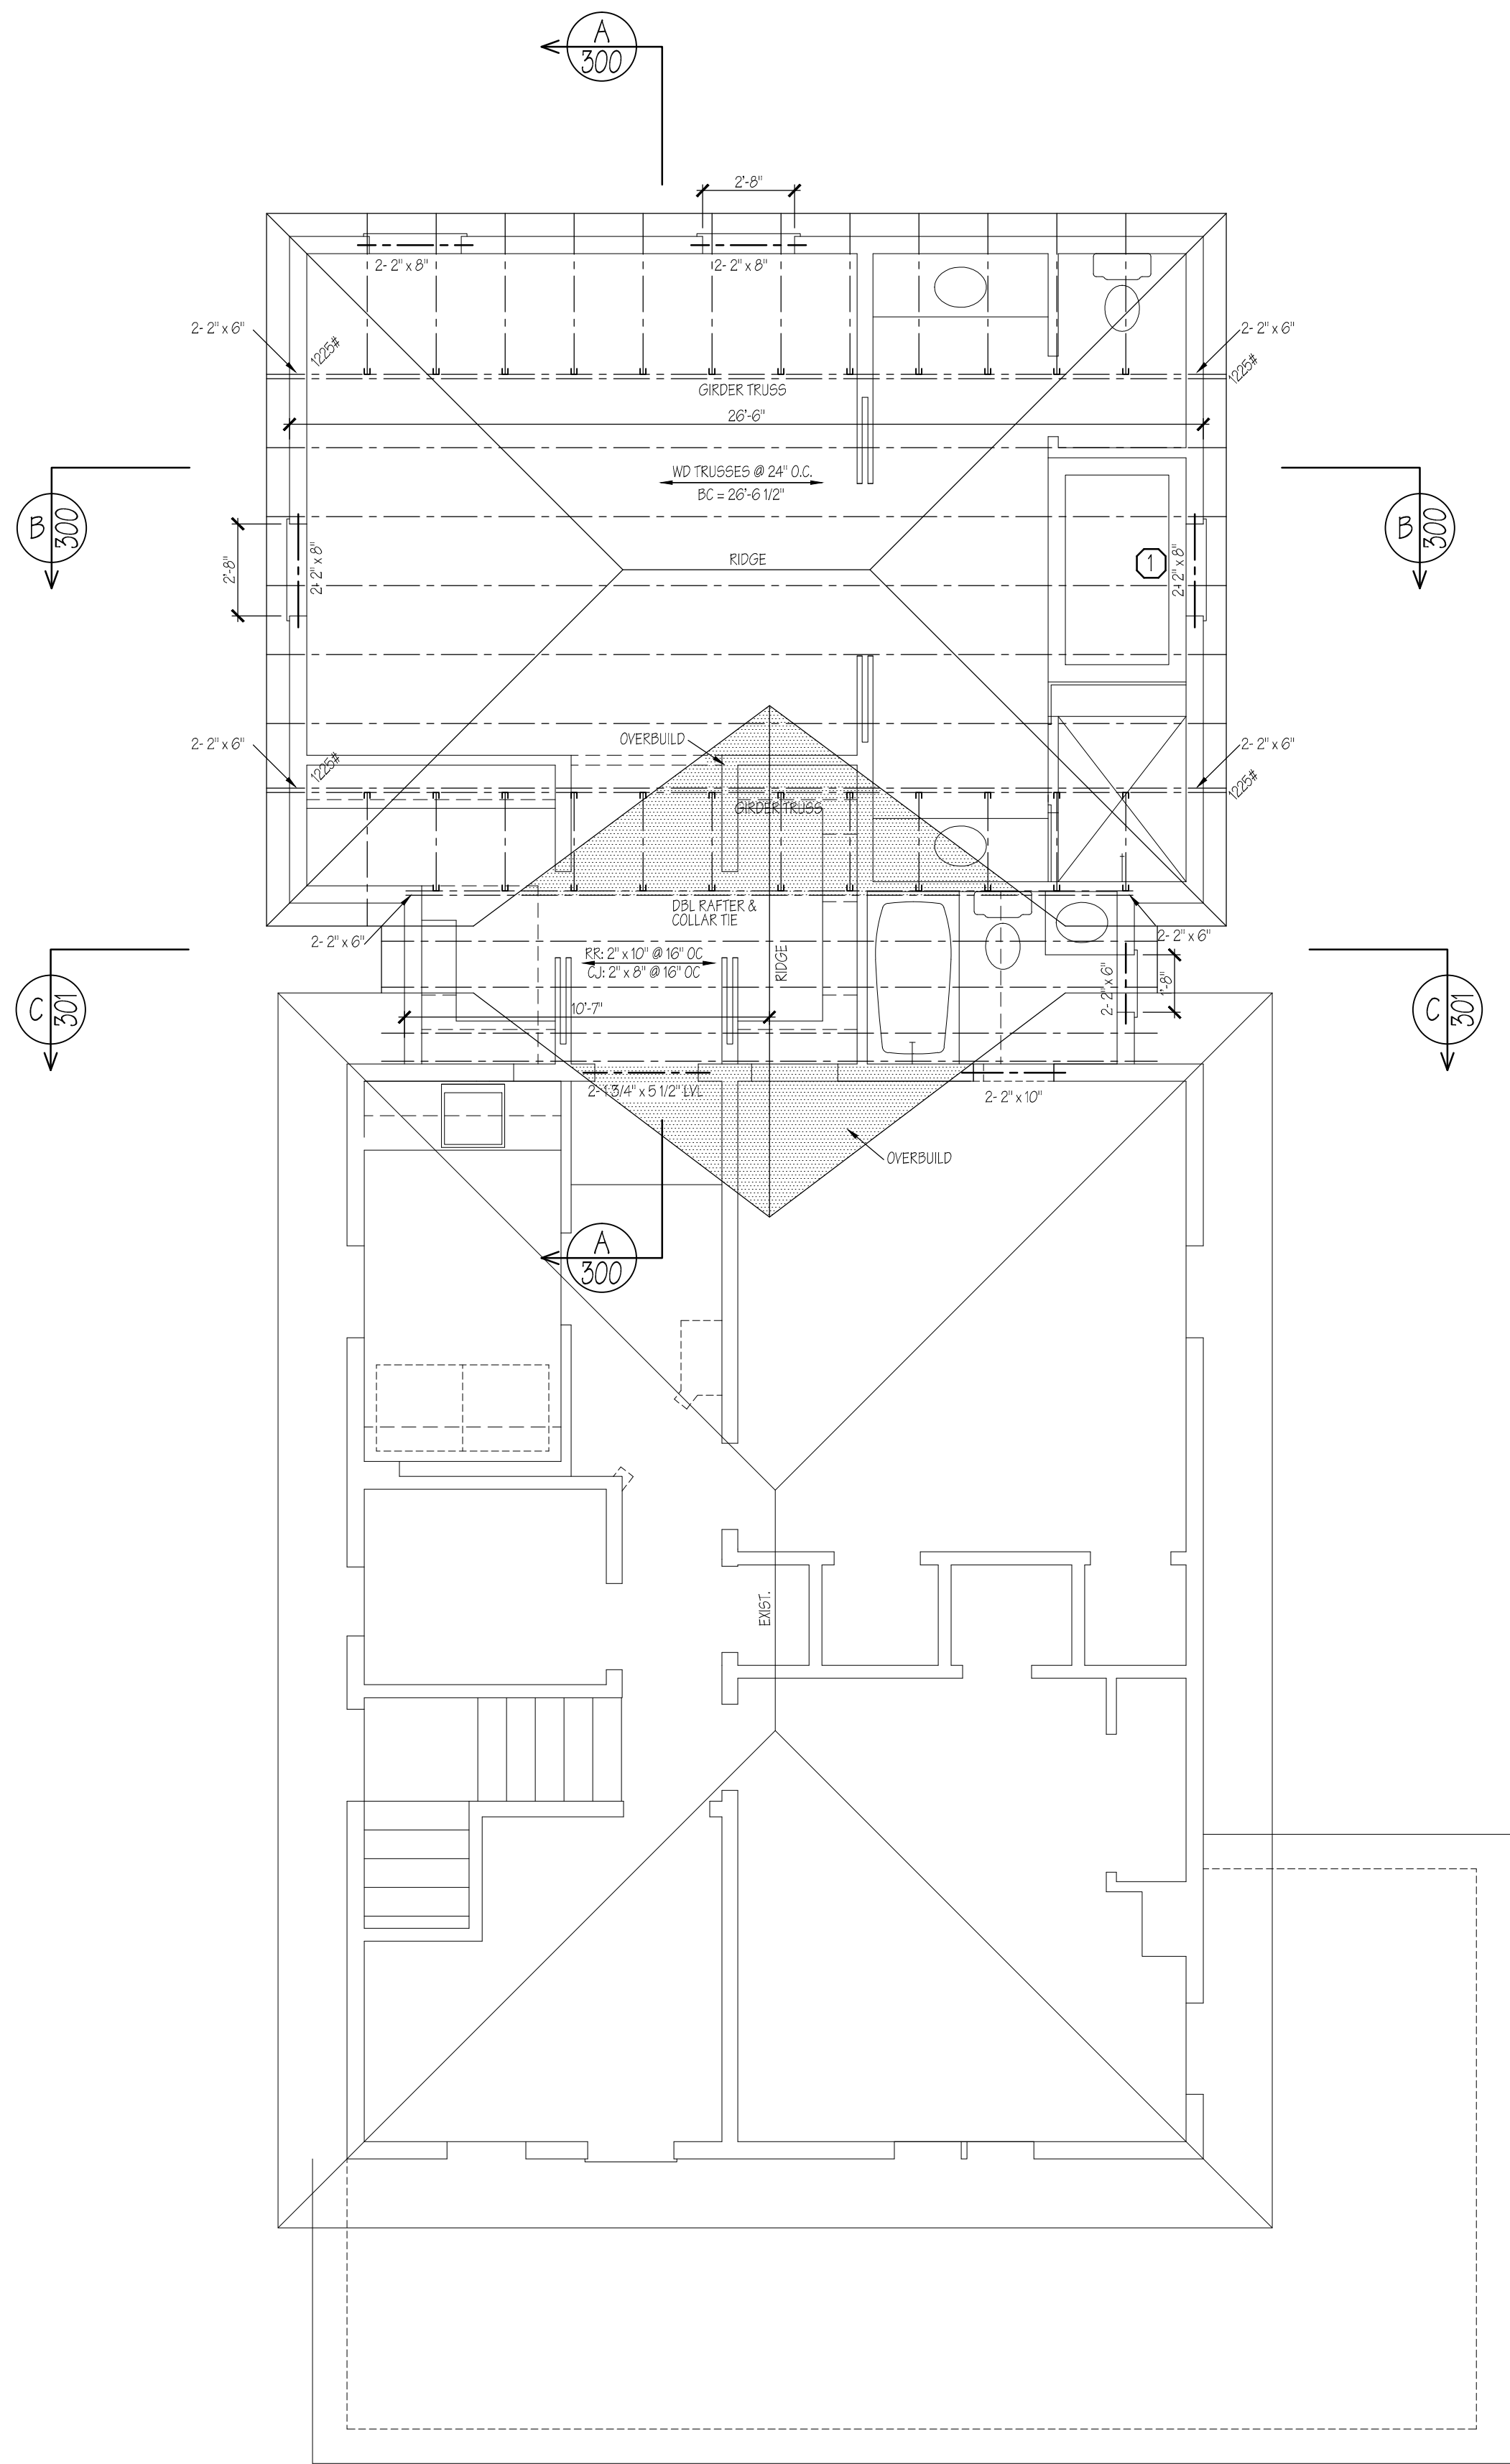 A
300
2'-8"
2- 2" x 8"
2- 2" x 8"
2- 2" x 6"
1225#
2- 2" x 6"
1225#
GIRDER TRUSS
26'-6"
WD TRUSSES @ 24" O.C.
BC = 26'-6 1/2"
B
300
B
300
2'-8"
2- 2" x 8"
RIDGE
1
2- 2" x 8"
OVERBUILD
2- 2" x 6"
1225#
2- 2" x 6"
1225#
GIRDER TRUSS
DBL RAFTER &
COLLAR TIE
2- 2" x 6"
2- 2" x 6"
RR: 2" x 10" @ 16" OC
CJ: 2" x 8" @ 16" OC
RIDGE
2- 2" x 6"
1'-8"
C
301
C
301
10'-7"
2- 1 3/4" x 5 1/2" LVL
2- 2" x 10"
OVERBUILD
A
300
EXIST.